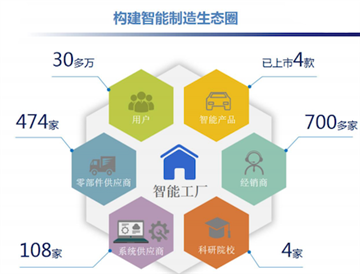 构建智能制造生态圈
30多万
已上市4款
用户
智能产品
474家
700多家
零部件供应商
智能工厂
经销商
系统供应商
科研院校
108家
4家